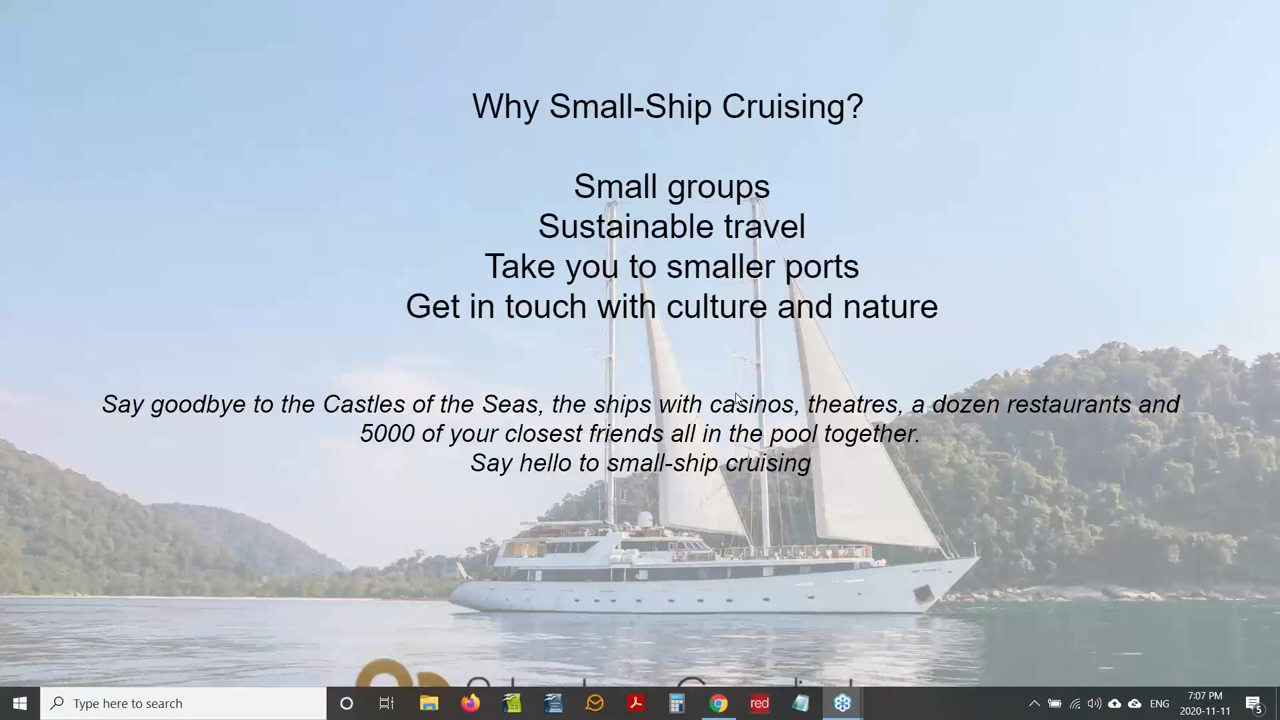 Why Small-Ship Cruising?
Small groups
Sustainable travel
Take you to smaller ports
Get in touch with culture and nature
Say goodbye to the Castles of the Seas, the ships with casinos, theatres, a dozen restaurants and
5000 of your closest friends all in the pool together.
Say hello to small-ship cruising
Type here to search
red
ENG
7:07 PM
2020-11-11
5